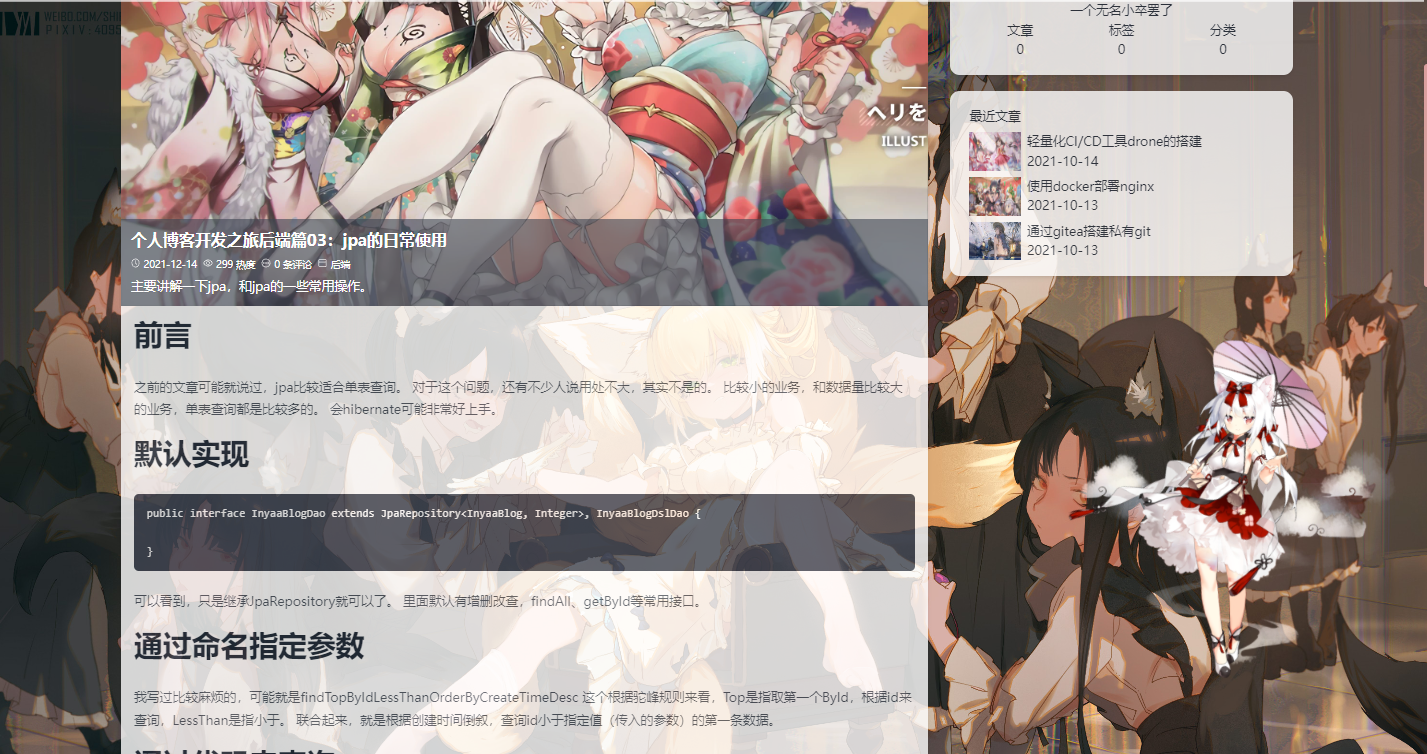 WEIBO.COM/SHI
PIXIV:4095
ヘリを
ILLUST
个人博客开发之旅后端篇03：jpa的日常使用
2021-12-14 299 热度 0 条评论 后端
主要讲解一下jpa，和jpa的一些常用操作。
前言
之前的文章可能就说过，jpa比较适合单表查询。 对于这个问题，还有不少人说用处不大，其实不是的。 比较小的业务，和数据量比较大
的业务，单表查询都是比较多的。 会hibernate可能非常好上手。
默认实现
public interface InyaaBlogDao extends JpaRepository<InyaaBlog, Integer>, InyaaBlogDslDao {
}
可以看到，只是继承JpaRepository就可以了。 里面默认有增删改查，findAll、getById等常用接口。
通过命名指定参数
我写过比较麻烦的，可能就是findTopByIdLessThanOrderByCreateTimeDesc 这个根据驼峰规则来看，Top是指取第一个ById，根据id来
查询，LessThan是指小于。 联合起来，就是根据创建时间倒叙，查询id小于指定值（传入的参数）的第一条数据。
一个无名小卒罢了
文章 标签 分类
0 0 0
最近文章
轻量化CI/CD工具drone的搭建
2021-10-14
使用docker部署nginx
2021-10-13
通过gitea搭建私有git
2021-10-13